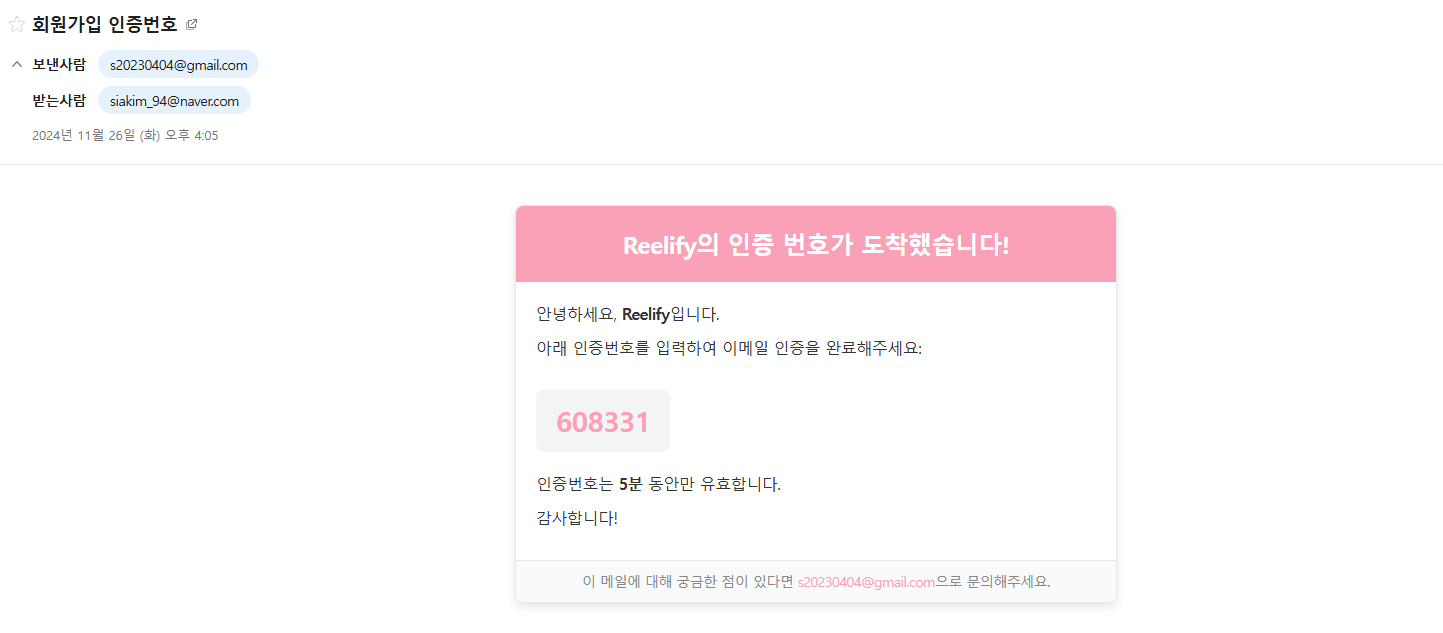 회원가입 인증번호
보낸사람 s20230404@gmail.com
받는사람 siakim_94@naver.com
2024년 11월 26일 (화) 오후 4:05
Reelify의 인증 번호가 도착했습니다!
안녕하세요, Reelify입니다.
아래 인증번호를 입력하여 이메일 인증을 완료해주세요:
608331
인증번호는 5분 동안만 유효합니다.
감사합니다!
이 메일에 대해 궁금한 점이 있다면 s20230404@gmail.com으로 문의해주세요.